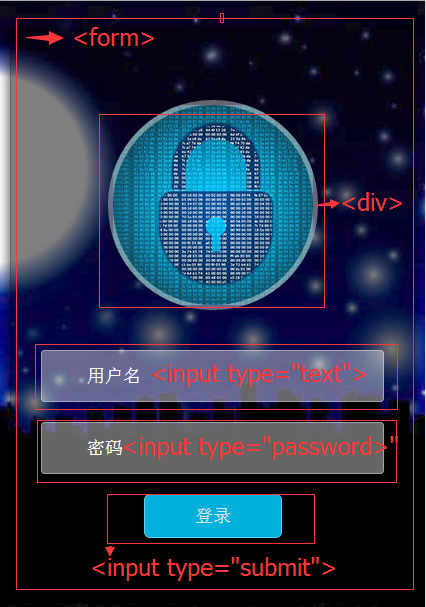 <form>
<div>
用户名 <input type="text">
密码<input type="password>"
登录
<input type="submit">